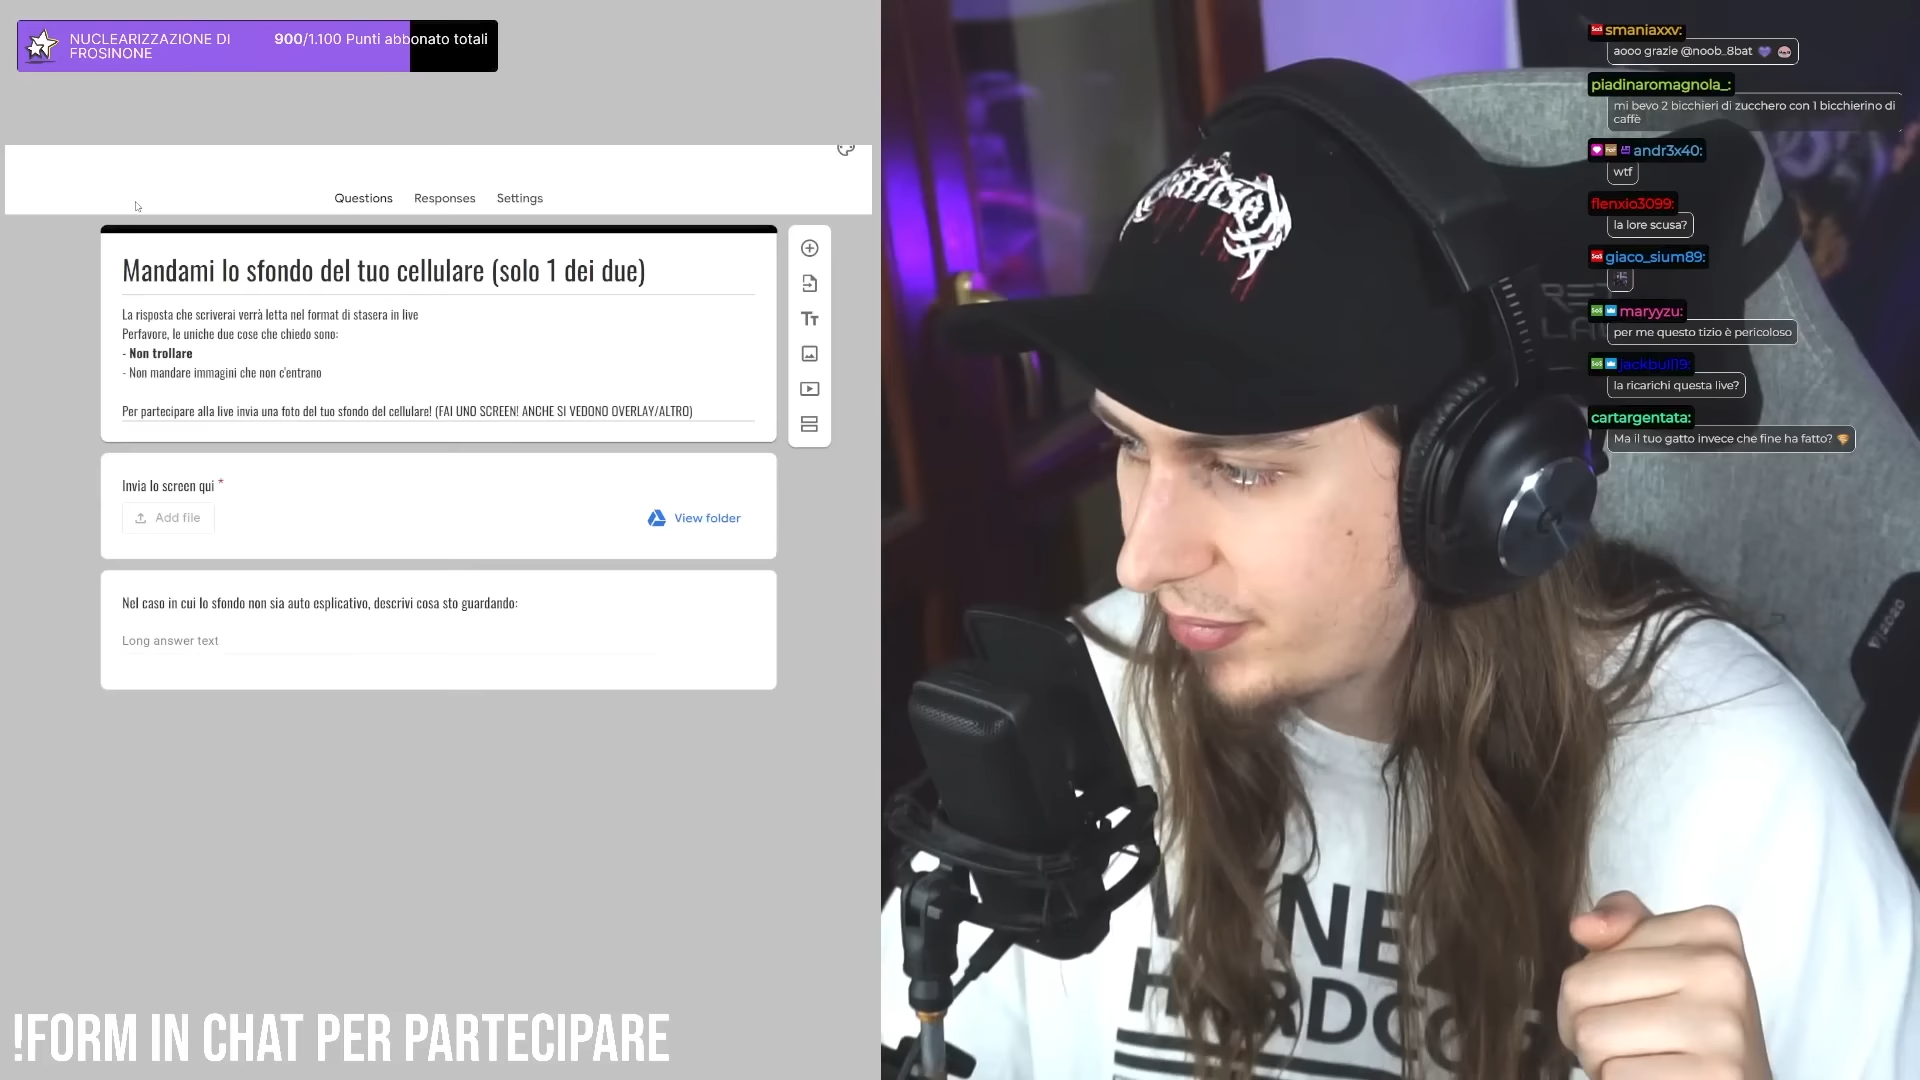 NUCLEARIZZAZIONE DI
FROSINONE
900/1.100 Punti abbonato totali
Questions
Responses
Settings
Mandami lo sfondo del tuo cellulare (solo 1 dei due)
La risposta che scriverai verrà letta nel format di stasera in live
Perfavore, le uniche due cose che chiedo sono:
- Non trollare
- Non mandare immagini che non c'entrano
Per partecipare alla live invia una foto del tuo sfondo del cellulare! (FAI UNO SCREEN! ANCHE SI VEDONO OVERLAY/ALTRO)
Invia lo screen qui *
Add file
View folder
Nel caso in cui lo sfondo non sia auto esplicativo, descrivi cosa sto guardando:
Long answer text
!FORM IN CHAT PER PARTECIPARE
smaniaxxv:
aooo grazie @noob_8bat
piadinaromagnola_:
mi bevo 2 bicchieri di zucchero con 1 bicchierino di
caffè
andr3x40:
wtf
flenxio3099:
la lore scusa?
giaco_sium89:
maryyzu:
per me questo tizio è pericoloso
la ricarichi questa live?
cartargentata:
Ma il tuo gatto invece che fine ha fatto?